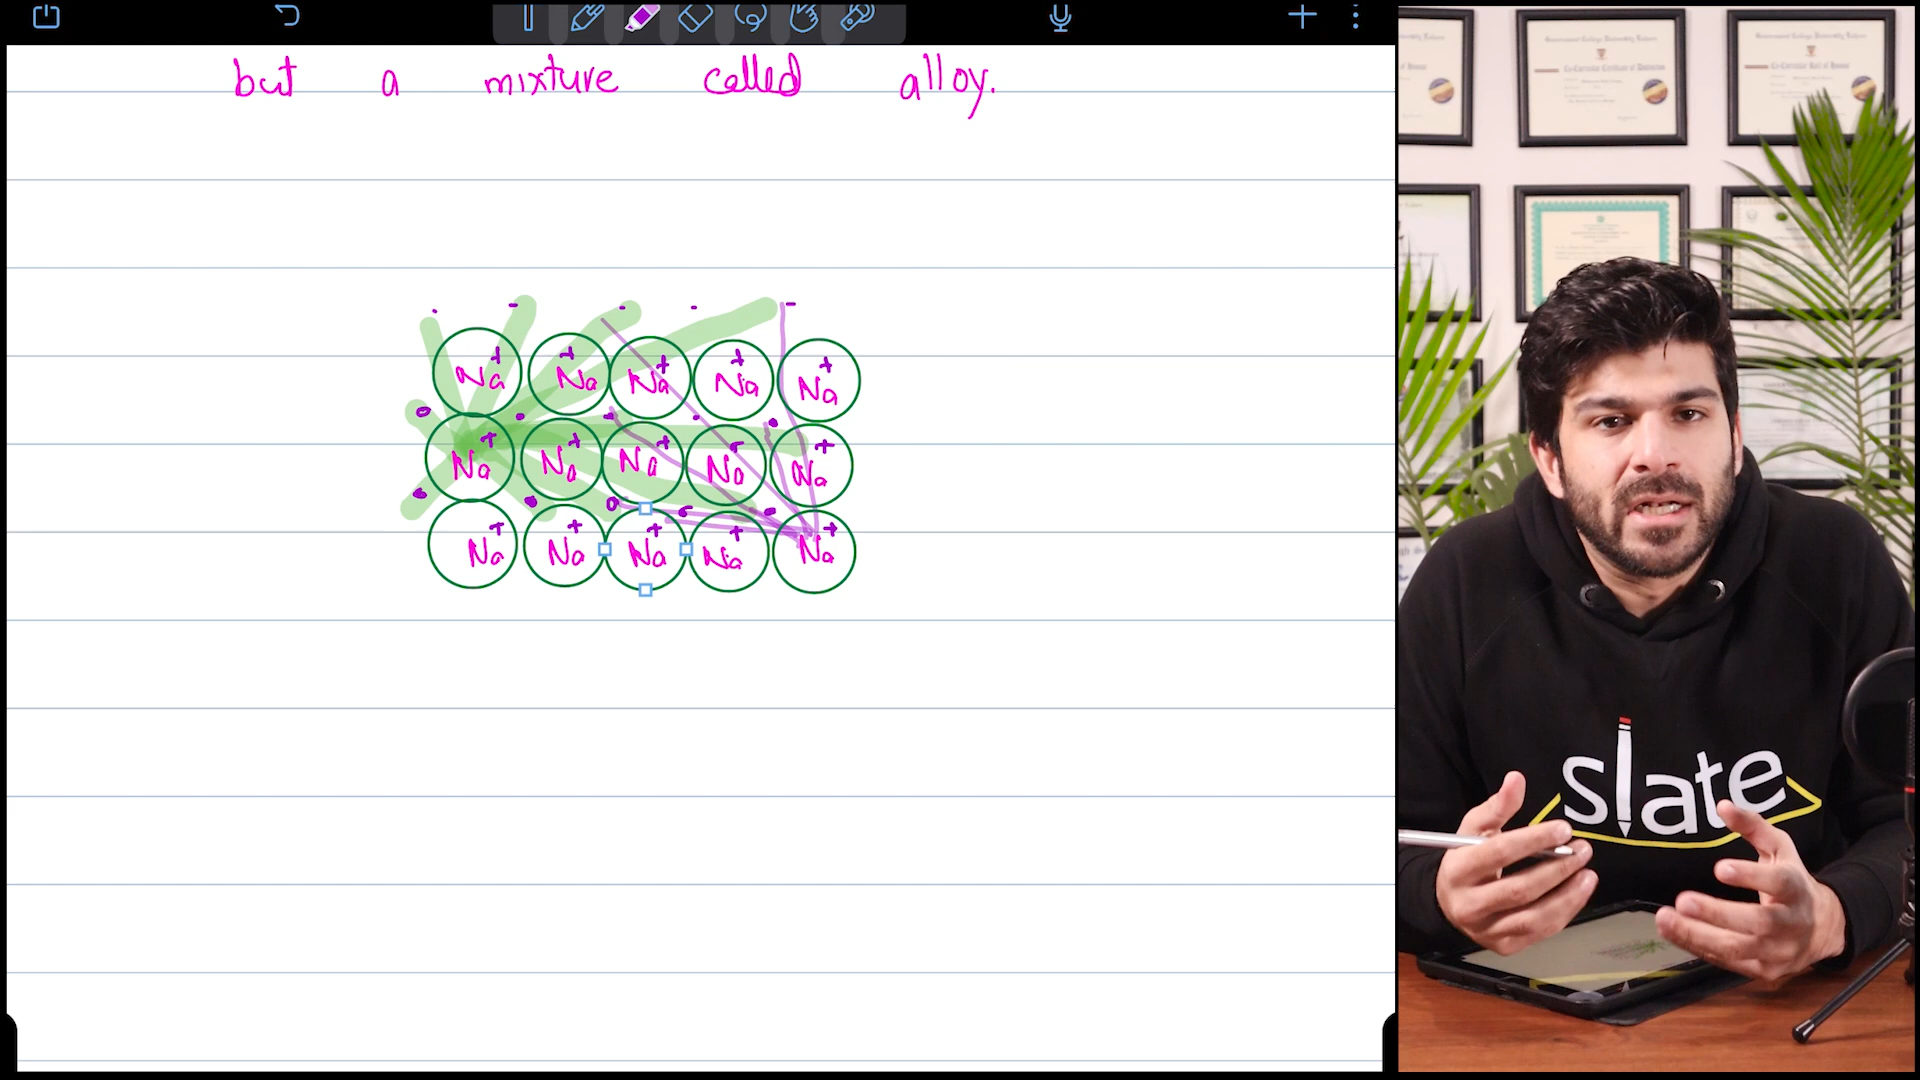 but a mixture called alloy.
Na+ Na+ Na+ Na+ Na+
Na+ Na+ Na+ Na Na+
Na+ Na+ Na+ Na+ Na+
slate